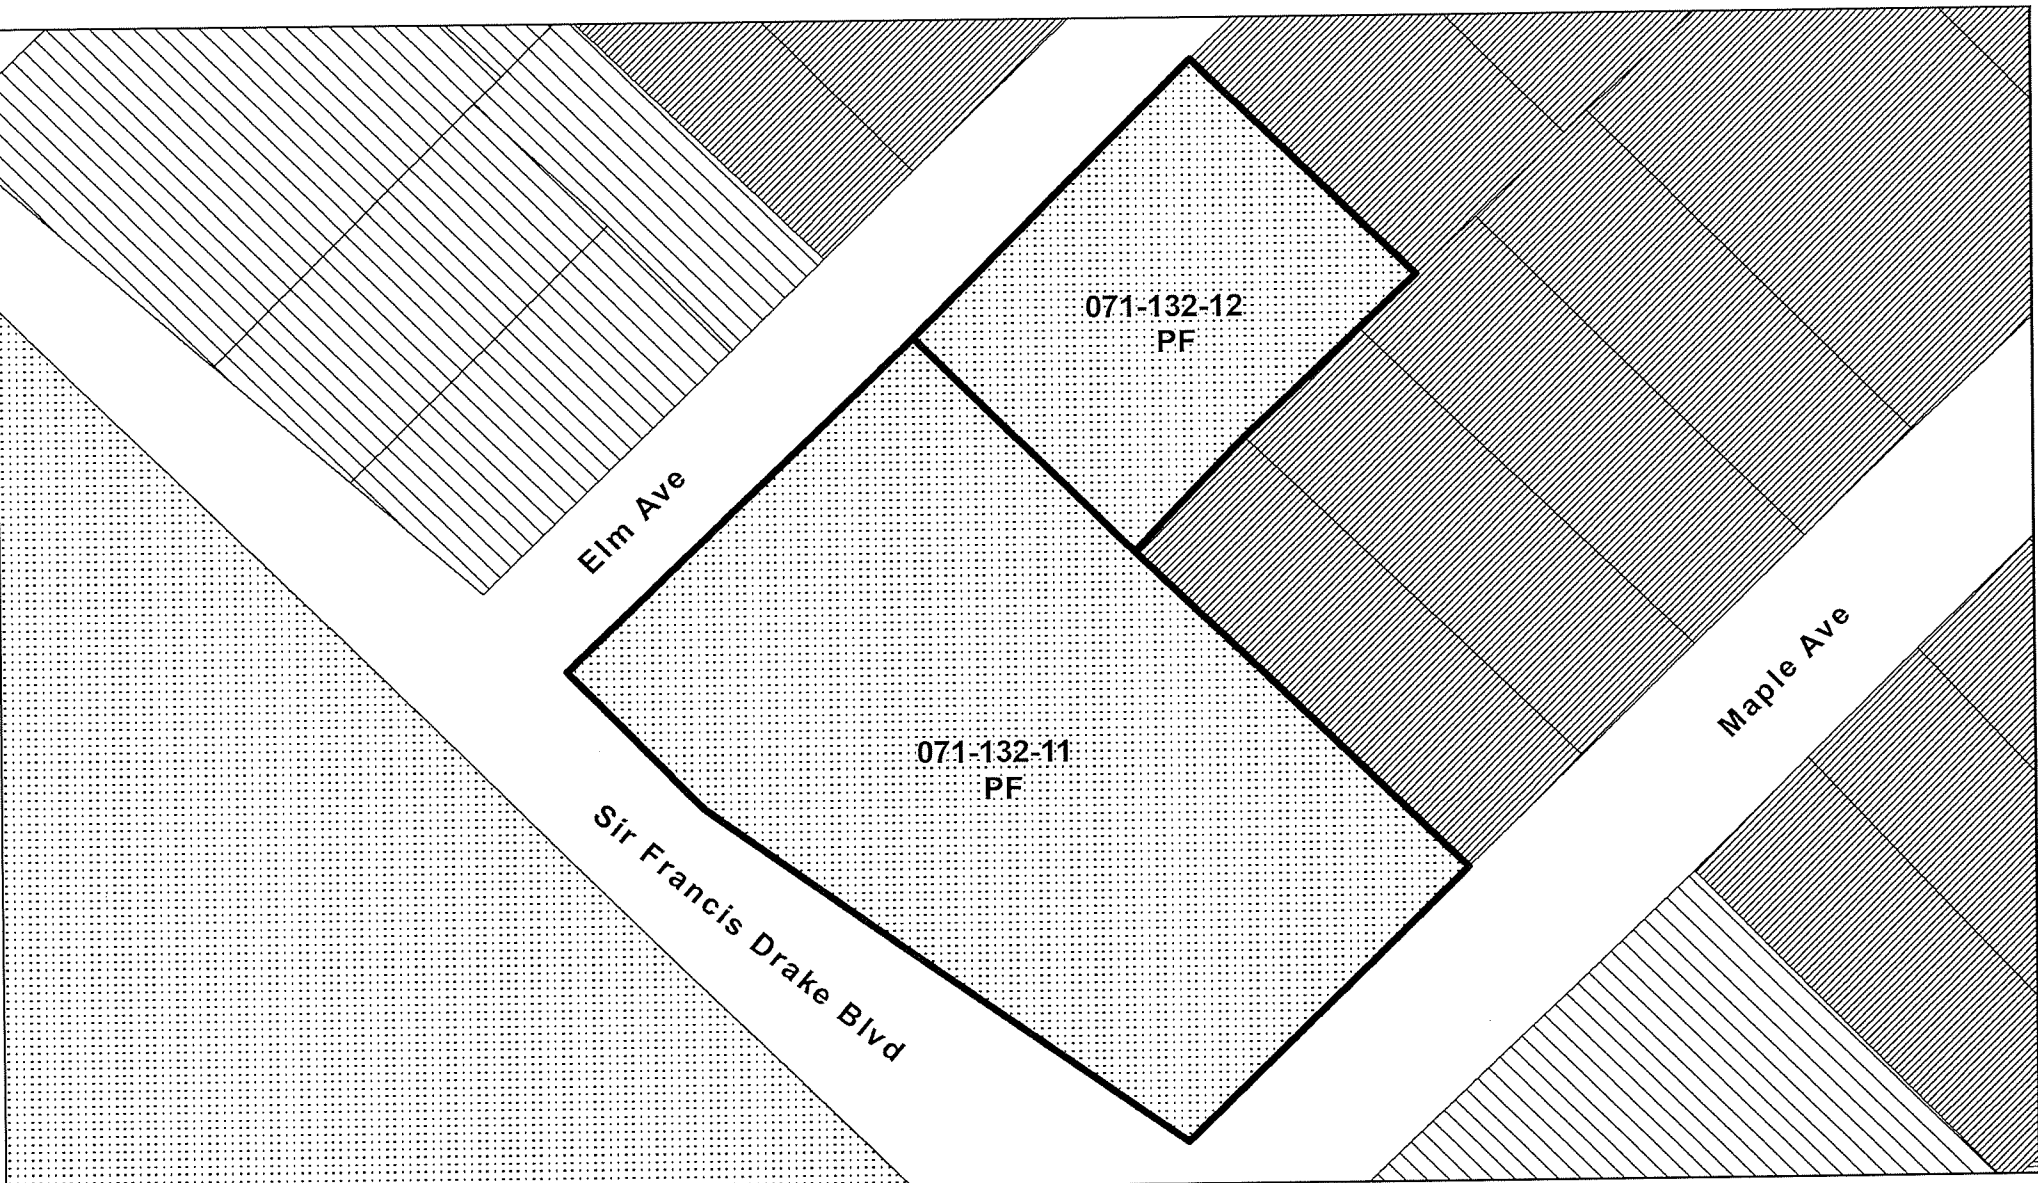 071-132-12
PF
Elm Ave
Maple Ave
071-132-11
PF
Sir Francis Drake Blvd